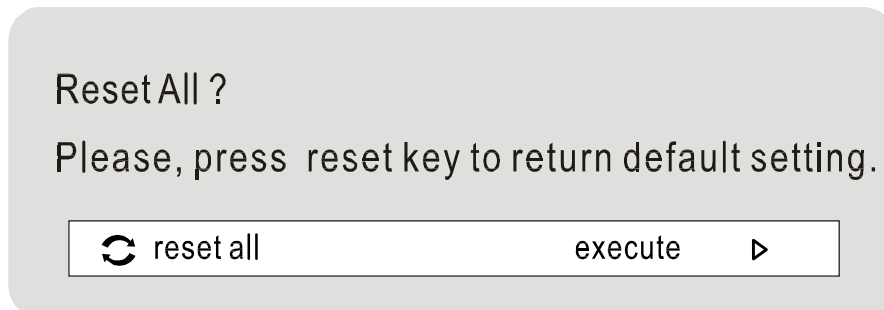 Reset All ?
Please, press reset key to return default setting.
reset all execute